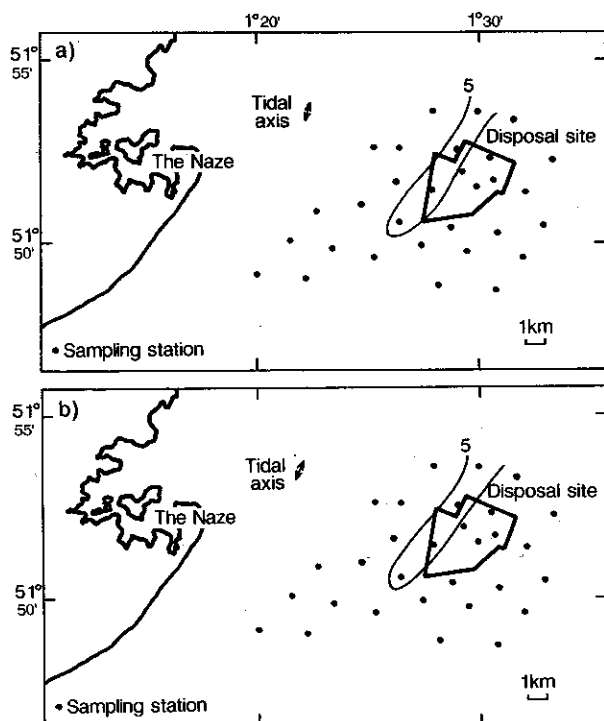 1°20' 1°30'
51°
55'
a)
Tidal
axis
5
Disposal site
The Naze
51°
50'
1km
Sampling station
51°
55'
b)
Tidal
axis
5
Disposal site
The Naze
51°
50'
1km
Sampling station